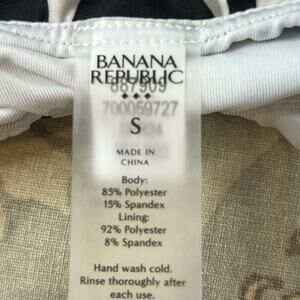 BANANA
REPUBLIC
887909
700059727
S
MADE IN
CHINA
Body:
85% Polyester
15% Spandex
Lining:
92% Polyester
8% Spandex
Hand wash cold.
Rinse thoroughly after
each use.